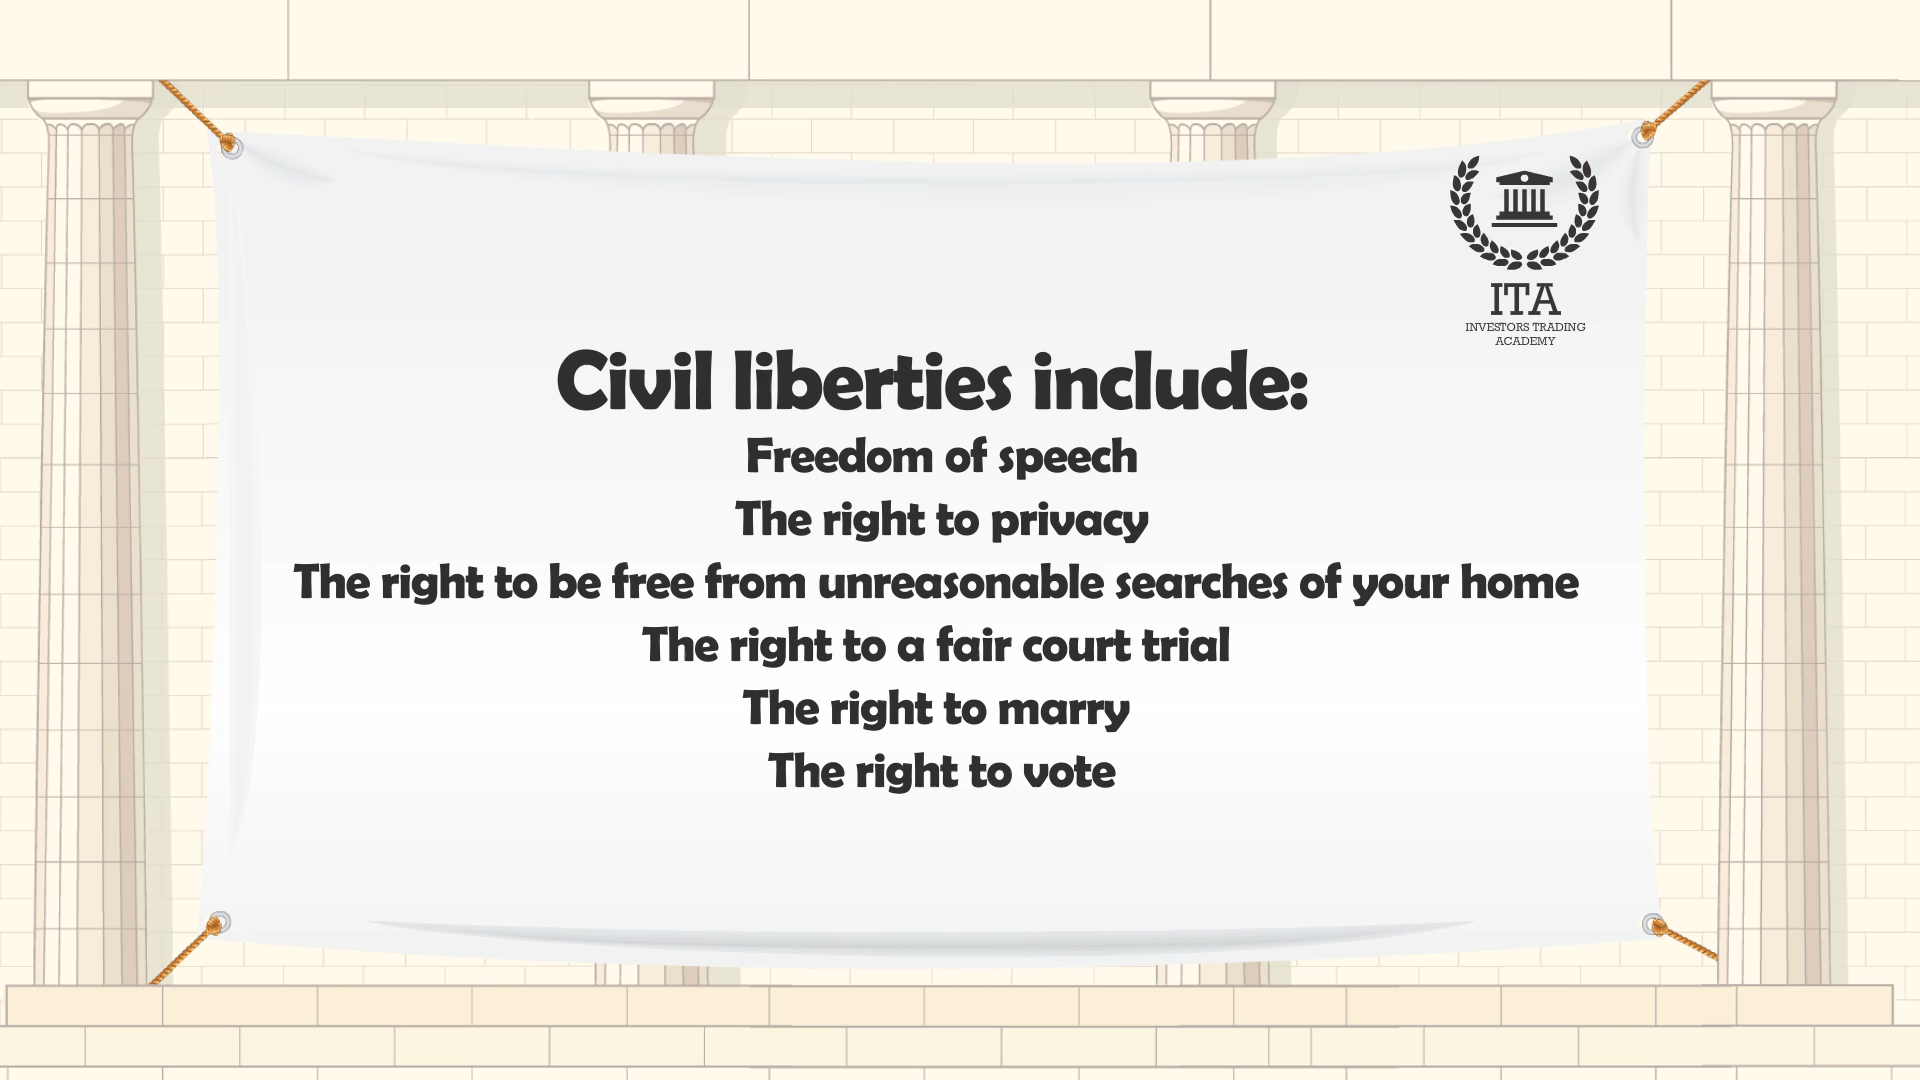 ITA
INVESTORS TRADING
ACADEMY
Civil liberties include:
Freedom of speech
The right to privacy
The right to be free from unreasonable searches of your home
The right to a fair court trial
The right to marry
The right to vote